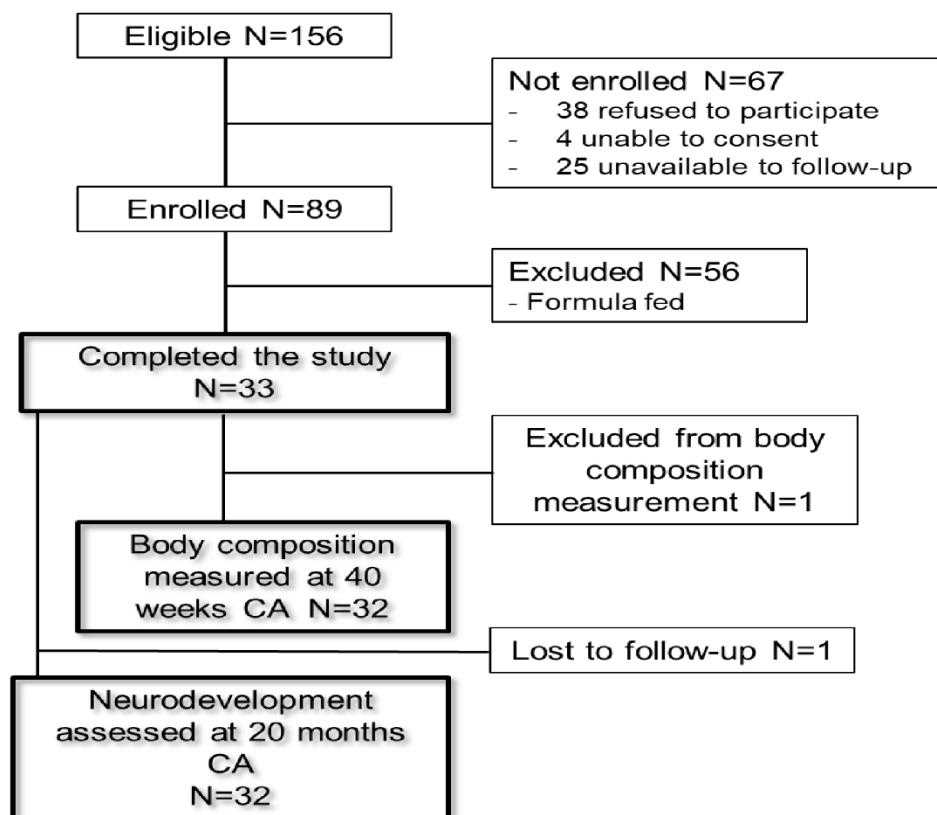 Eligible N=156
Not enrolled N=67
- 38 refused to participate
- 4 unable to consent
- 25 unavailable to follow-up
Enrolled N=89
Excluded N=56
- Formula fed
Completed the study
N=33
Excluded from body
composition
measurement N=1
Body composition
measured at 40
weeks CA N=32
Lost to follow-up N=1
Neurodevelopment
assessed at 20 months
CA
N=32